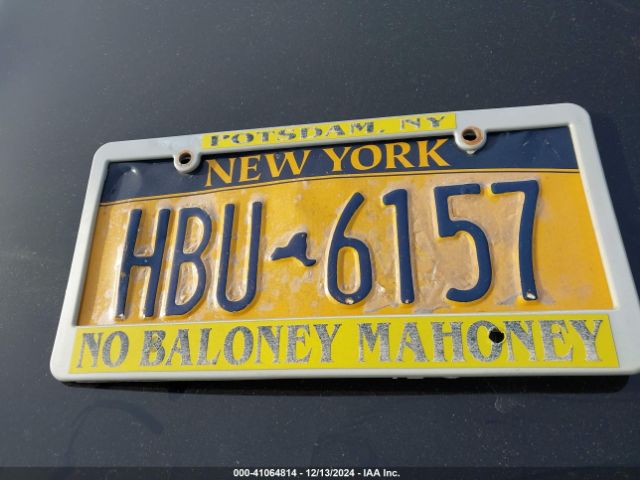 POTSDAM, NY
NEW YORK
HBU 6157
NO BALONEY MAHONEY
000-41064814 - 12/13/2024 - IAA Inc.